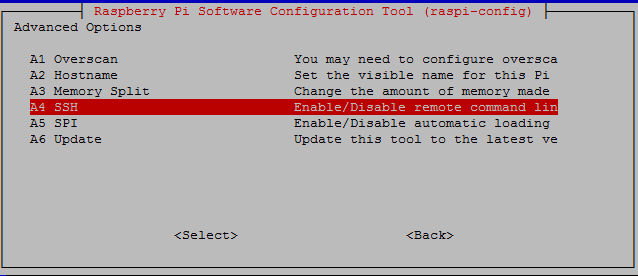 Raspberry Pi Software Configuration Tool (raspi-config)
Advanced Options
A1 Overscan You may need to configure oversca
A2 Hostname Set the visible name for this Pi
A3 Memory Split Change the amount of memory made
A4 SSH Enable/Disable remote command lin
A5 SPI Enable/Disable automatic loading
A6 Update Update this tool to the latest ve
<Select> <Back>